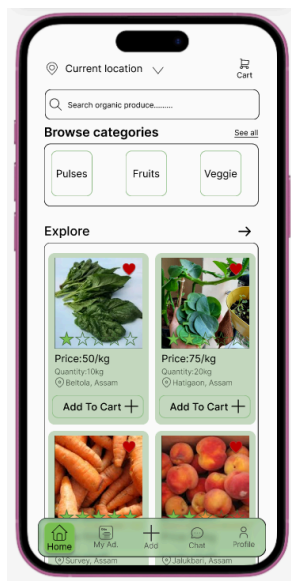 Current location
Cart
Search organic produce.........
Browse categories See all
Pulses Fruits Veggie
Explore
Price:50/kg Price:75/kg
Quantity:10kg Quantity:20kg
Beltola, Assam Hatigaon, Assam
Add To Cart Add To Cart
Home My Ad. Add Chat Profile
Survey, Assam Jalukbari, Assam